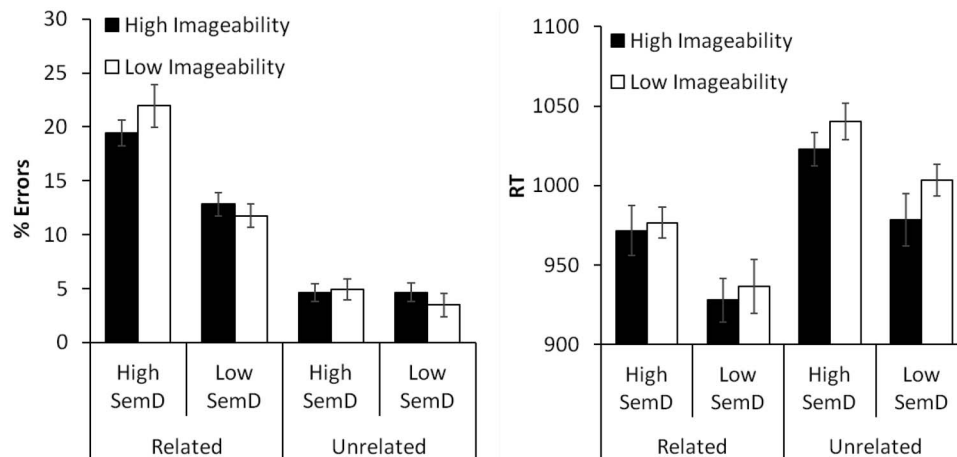 30
25
20
15
10
5
0
% Errors
High Imageability
Low Imageability
High Low High Low
SemD SemD SemD SemD
Related Unrelated
1100
1050
1000
950
900
RT
High Imageability
Low Imageability
High Low High Low
SemD SemD SemD SemD
Related Unrelated